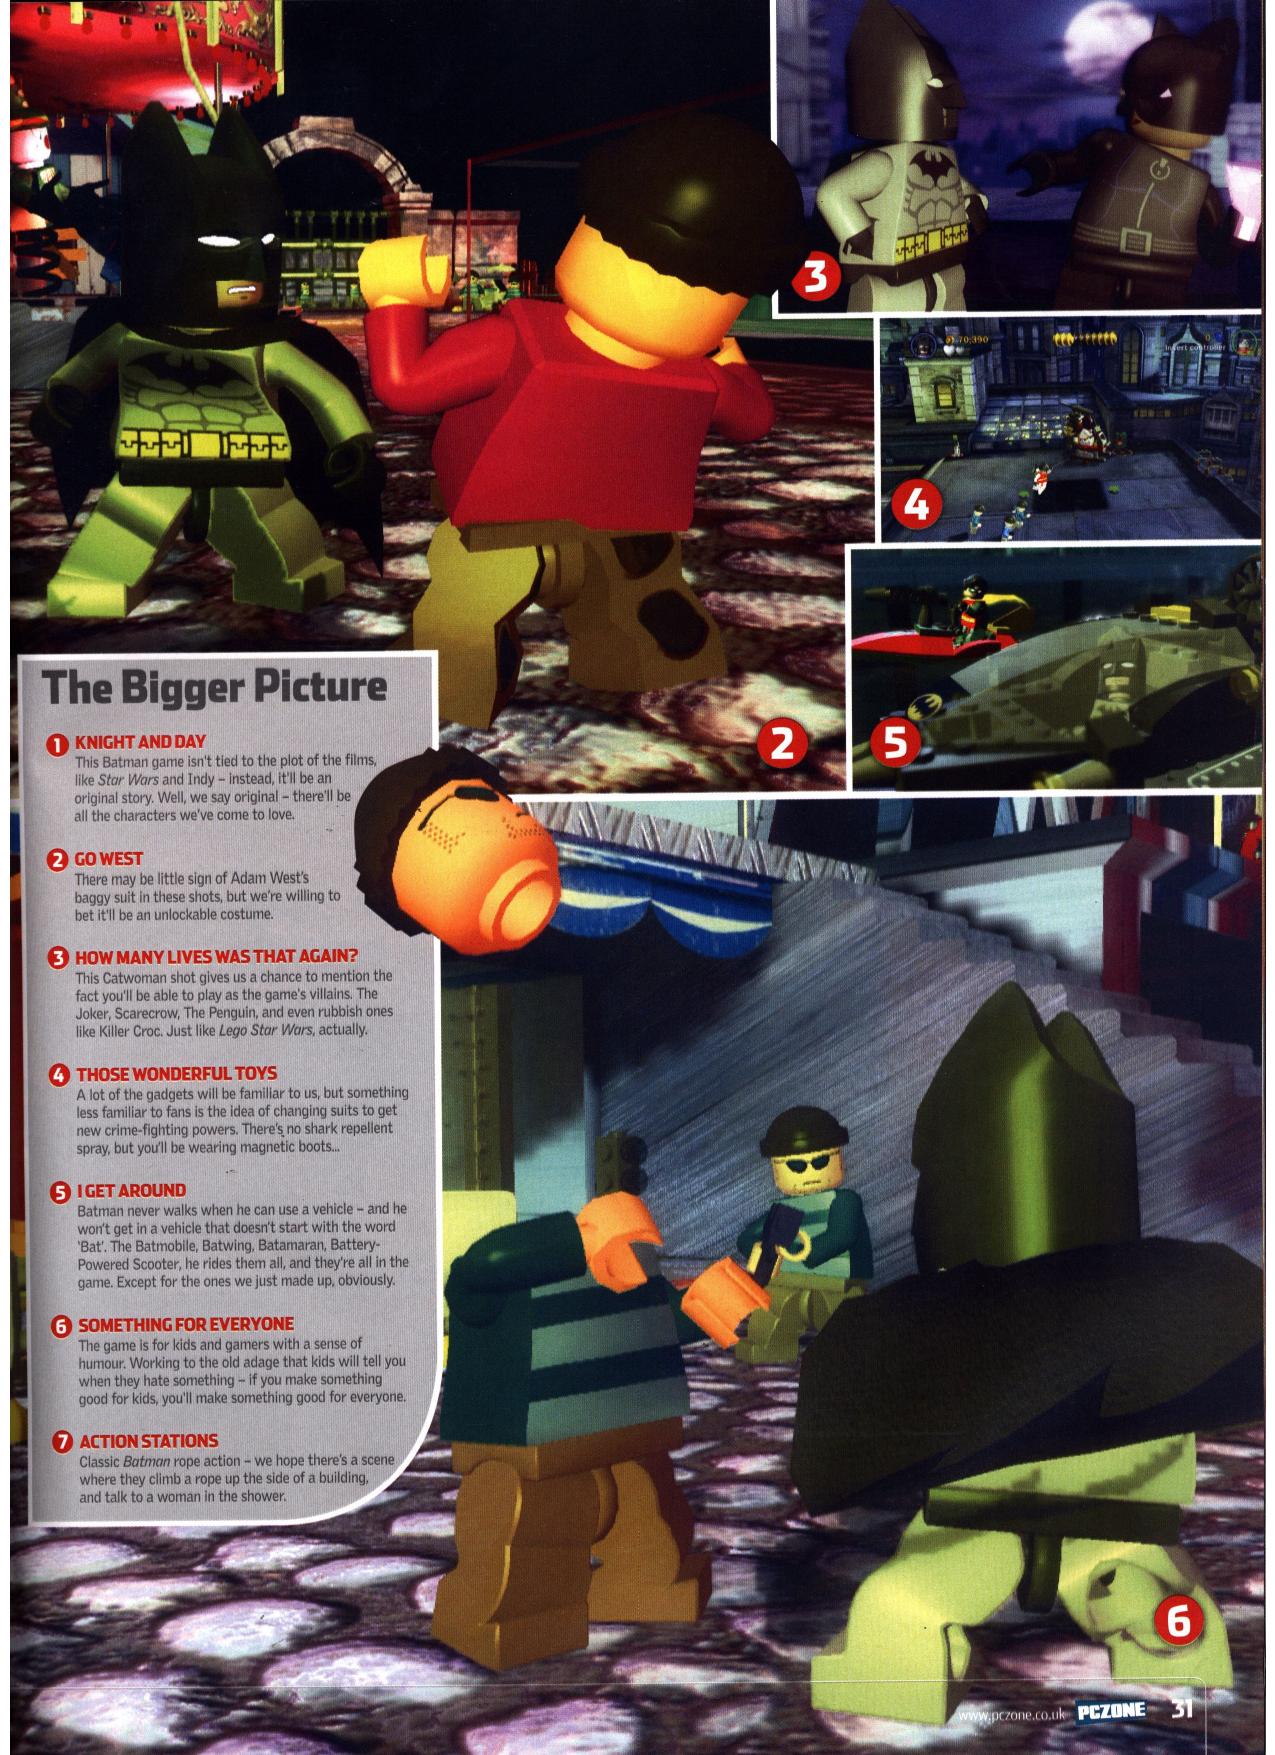 3
70,390
Insert controller
4
5
2
The Bigger Picture
1 KNIGHT AND DAY
This Batman game isn't tied to the plot of the films,
like Star Wars and Indy – instead, it'll be an
original story. Well, we say original – there'll be
all the characters we've come to love.
2 GO WEST
There may be little sign of Adam West's
baggy suit in these shots, but we're willing to
bet it'll be an unlockable costume.
3 HOW MANY LIVES WAS THAT AGAIN?
This Catwoman shot gives us a chance to mention the
fact you'll be able to play as the game's villains. The
Joker, Scarecrow, The Penguin, and even rubbish ones
like Killer Croc. Just like Lego Star Wars, actually.
4 THOSE WONDERFUL TOYS
A lot of the gadgets will be familiar to us, but something
less familiar to fans is the idea of changing suits to get
new crime-fighting powers. There's no shark repellent
spray, but you'll be wearing magnetic boots...
5 I GET AROUND
Batman never walks when he can use a vehicle – and he
won't get in a vehicle that doesn't start with the word
'Bat'. The Batmobile, Batwing, Batamaran, Battery-
Powered Scooter, he rides them all, and they're all in the
game. Except for the ones we just made up, obviously.
6 SOMETHING FOR EVERYONE
The game is for kids and gamers with a sense of
humour. Working to the old adage that kids will tell you
when they hate something – if you make something
good for kids, you'll make something good for everyone.
7 ACTION STATIONS
Classic Batman rope action – we hope there's a scene
where they climb a rope up the side of a building,
and talk to a woman in the shower.
6
www.pczone.co.uk PCZONE 31